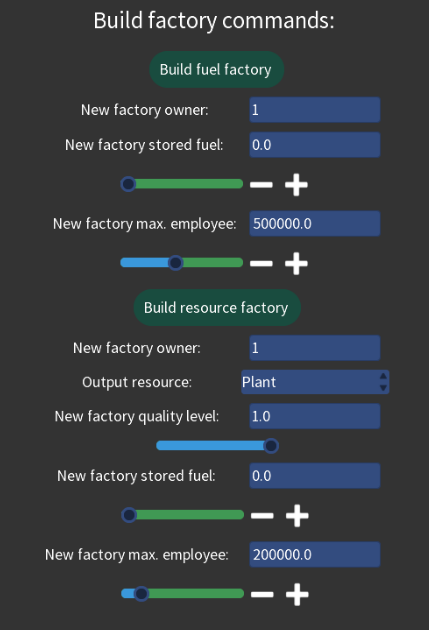 Build factory commands:
Build fuel factory
New factory owner: 1
New factory stored fuel: 0.0
New factory max. employee: 500000.0
Build resource factory
New factory owner: 1
Output resource: Plant
New factory quality level: 1.0
New factory stored fuel: 0.0
New factory max. employee: 200000.0